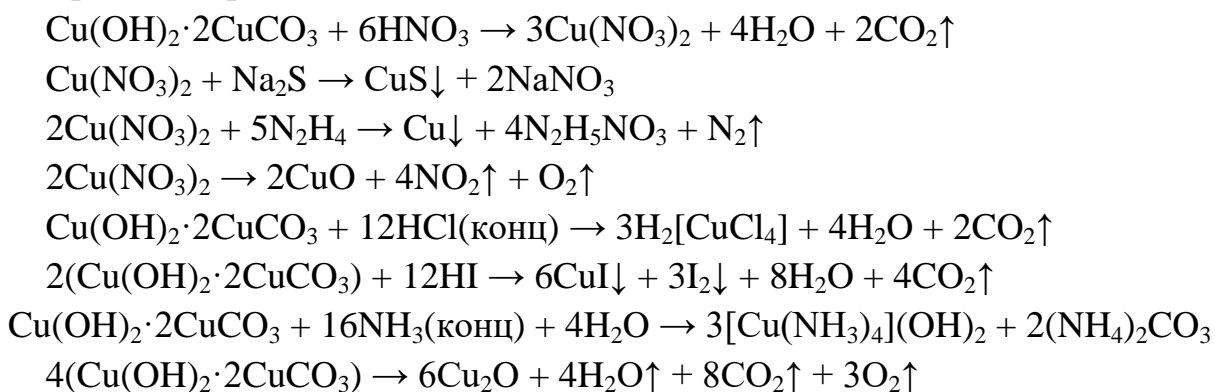 Cu(OH)₂·2CuCO₃ + 6HNO₃ → 3Cu(NO₃)₂ + 4H₂O + 2CO₂↑
Cu(NO₃)₂ + Na₂S → CuS↓ + 2NaNO₃
2Cu(NO₃)₂ + 5N₂H₄ → Cu↓ + 4N₂H₅NO₃ + N₂↑
2Cu(NO₃)₂ → 2CuO + 4NO₂↑ + O₂↑
Cu(OH)₂·2CuCO₃ + 12HCl(конц) → 3H₂[CuCl₄] + 4H₂O + 2CO₂↑
2(Cu(OH)₂·2CuCO₃) + 12HI → 6CuI↓ + 3I₂↓ + 8H₂O + 4CO₂↑
Cu(OH)₂·2CuCO₃ + 16NH₃(конц) + 4H₂O → 3[Cu(NH₃)₄](OH)₂ + 2(NH₄)₂CO₃
4(Cu(OH)₂·2CuCO₃) → 6Cu₂O + 4H₂O↑ + 8CO₂↑ + 3O₂↑